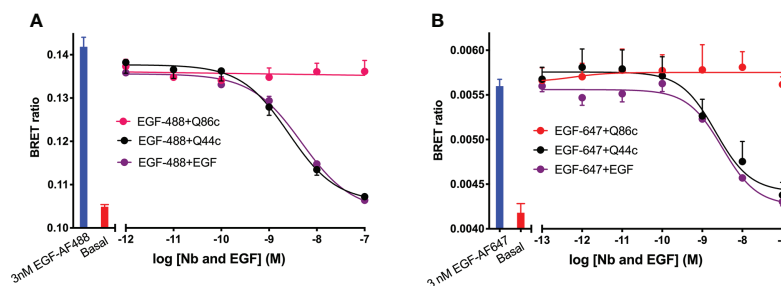 A
BRET ratio
0.14
0.13
0.12
0.11
0.10
EGF-488+Q86c
EGF-488+Q44c
EGF-488+EGF
-12 -11 -10 -9 -8 -7
3nM EGF-AF488
Basal
log [Nb and EGF] (M)
B
BRET ratio
0.0060
0.0055
0.0050
0.0045
0.0040
EGF-647+Q86c
EGF-647+Q44c
EGF-647+EGF
-13 -12 -11 -10 -9 -8
3 nM EGF-AF647
Basal
log [Nb and EGF] (M)